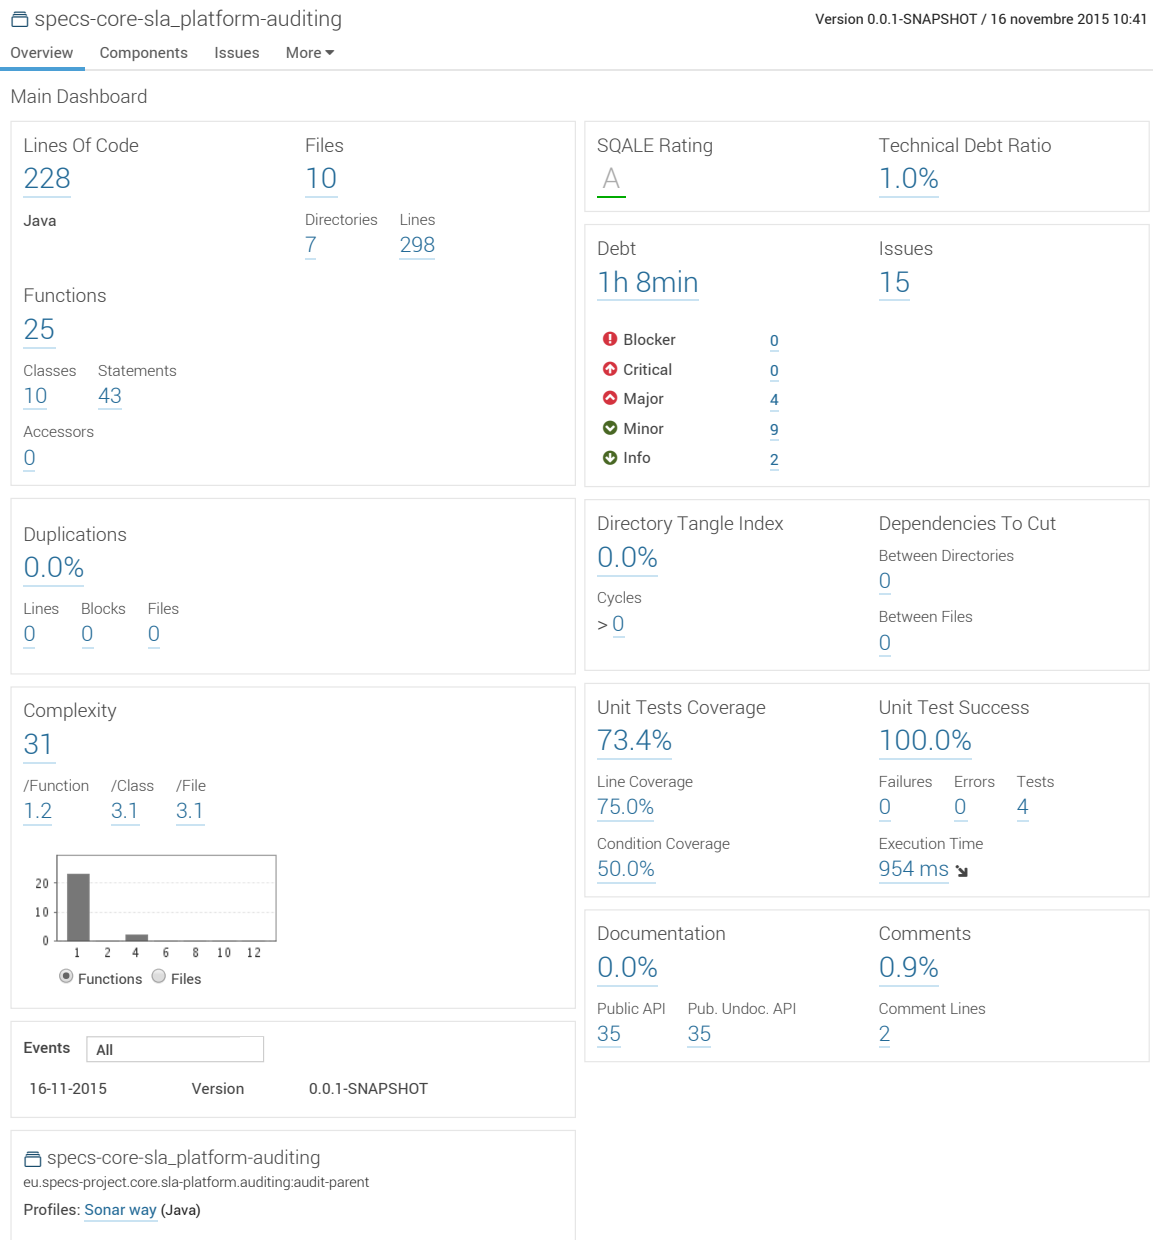 specs-core-sla_platform-auditing
Version 0.0.1-SNAPSHOT / 16 novembre 2015 10:41
Overview Components Issues More
Main Dashboard
Lines Of Code Files
228 10
Java
Directories Lines
7 298
Functions
25
Classes Statements
10 43
Accessors
0
Duplications
0.0%
Lines Blocks Files
0 0 0
Complexity
31
/Function /Class /File
1.2 3.1 3.1
20
10
0
1 2 4 6 8 10 12
Functions Files
Events All
16-11-2015 Version 0.0.1-SNAPSHOT
specs-core-sla_platform-auditing
eu.specs-project.core.sla-platform.auditing:audit-parent
Profiles: Sonar way (Java)
SQALE Rating Technical Debt Ratio
A 1.0%
Debt Issues
1h 8min 15
Blocker 0
Critical 0
Major 4
Minor 9
Info 2
Directory Tangle Index Dependencies To Cut
0.0%
Between Directories
0
Cycles
> 0
Between Files
0
Unit Tests Coverage Unit Test Success
73.4% 100.0%
Line Coverage Failures Errors Tests
75.0% 0 0 4
Condition Coverage Execution Time
50.0% 954 ms
Documentation Comments
0.0% 0.9%
Public API Pub. Undoc. API Comment Lines
35 35 2